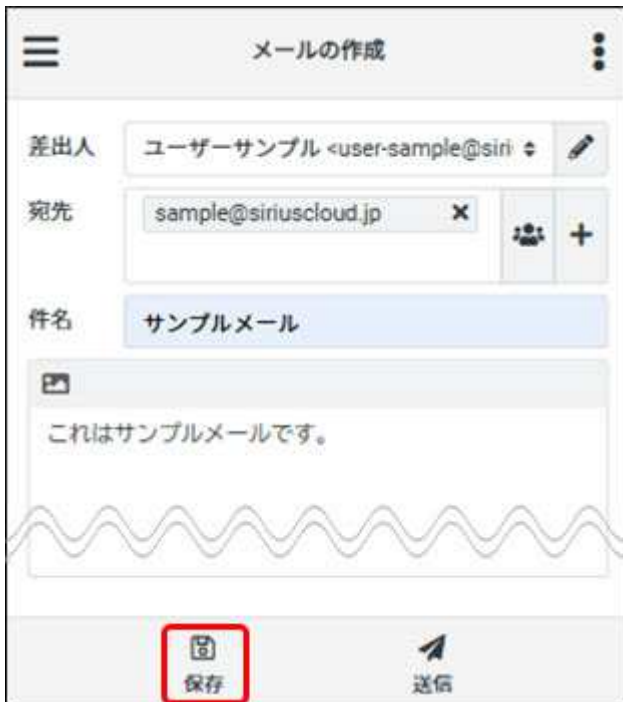 メールの作成
差出人 ユーザーサンプル <user-sample@siri
宛先 sample@siriuscloud.jp
件名 サンプルメール
これはサンプルメールです。
保存 送信